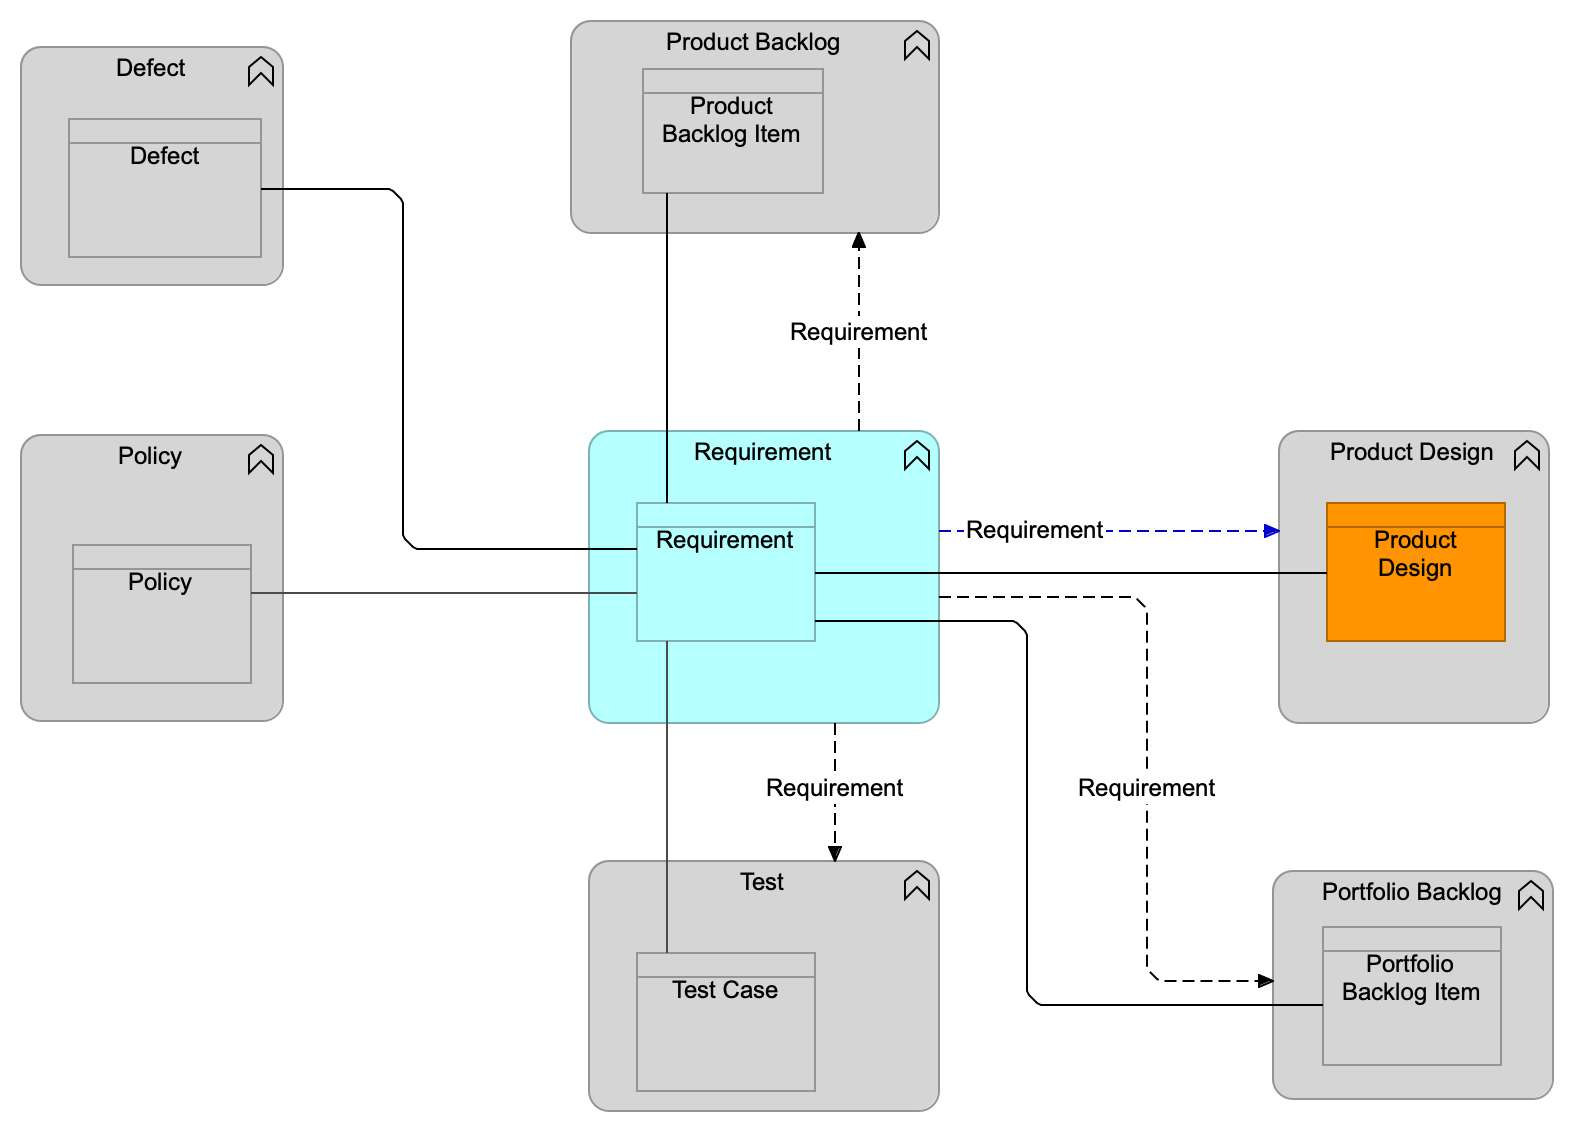 Product Backlog
Defect
Product
Backlog Item
Defect
Requirement
Policy
Requirement
Product Design
Requirement
Requirement
Product
Design
Policy
Requirement
Requirement
Test
Portfolio Backlog
Portfolio
Backlog Item
Test Case